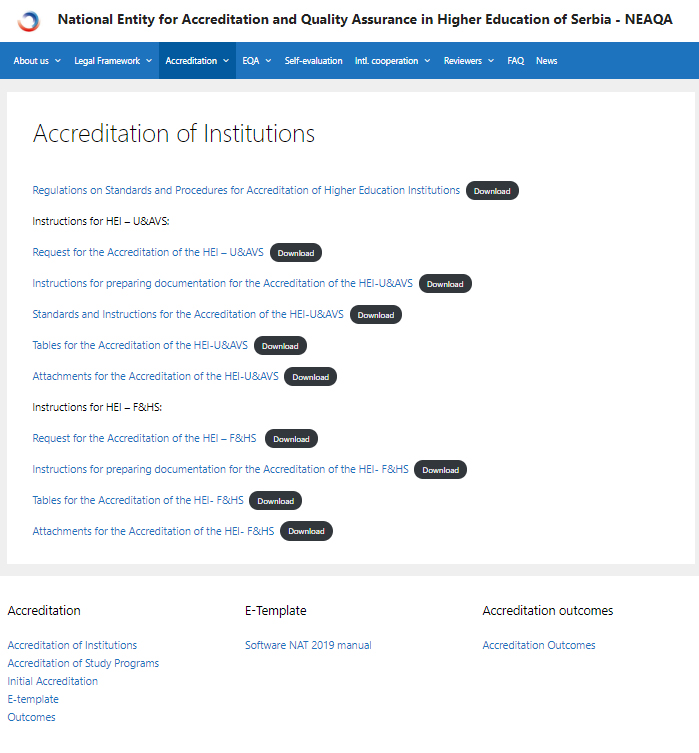 National Entity for Accreditation and Quality Assurance in Higher Education of Serbia - NEAQA
About us Legal Framework Accreditation EQA Self-evaluation Intl. cooperation Reviewers FAQ News
Accreditation of Institutions
Regulations on Standards and Procedures for Accreditation of Higher Education Institutions Download
Instructions for HEI – U&AVS:
Request for the Accreditation of the HEI – U&AVS Download
Instructions for preparing documentation for the Accreditation of the HEI-U&AVS Download
Standards and Instructions for the Accreditation of the HEI-U&AVS Download
Tables for the Accreditation of the HEI-U&AVS Download
Attachments for the Accreditation of the HEI-U&AVS Download
Instructions for HEI – F&HS:
Request for the Accreditation of the HEI – F&HS Download
Instructions for preparing documentation for the Accreditation of the HEI- F&HS Download
Tables for the Accreditation of the HEI- F&HS Download
Attachments for the Accreditation of the HEI- F&HS Download
Accreditation
Accreditation of Institutions
Accreditation of Study Programs
Initial Accreditation
E-template
Outcomes
E-Template
Software NAT 2019 manual
Accreditation outcomes
Accreditation Outcomes